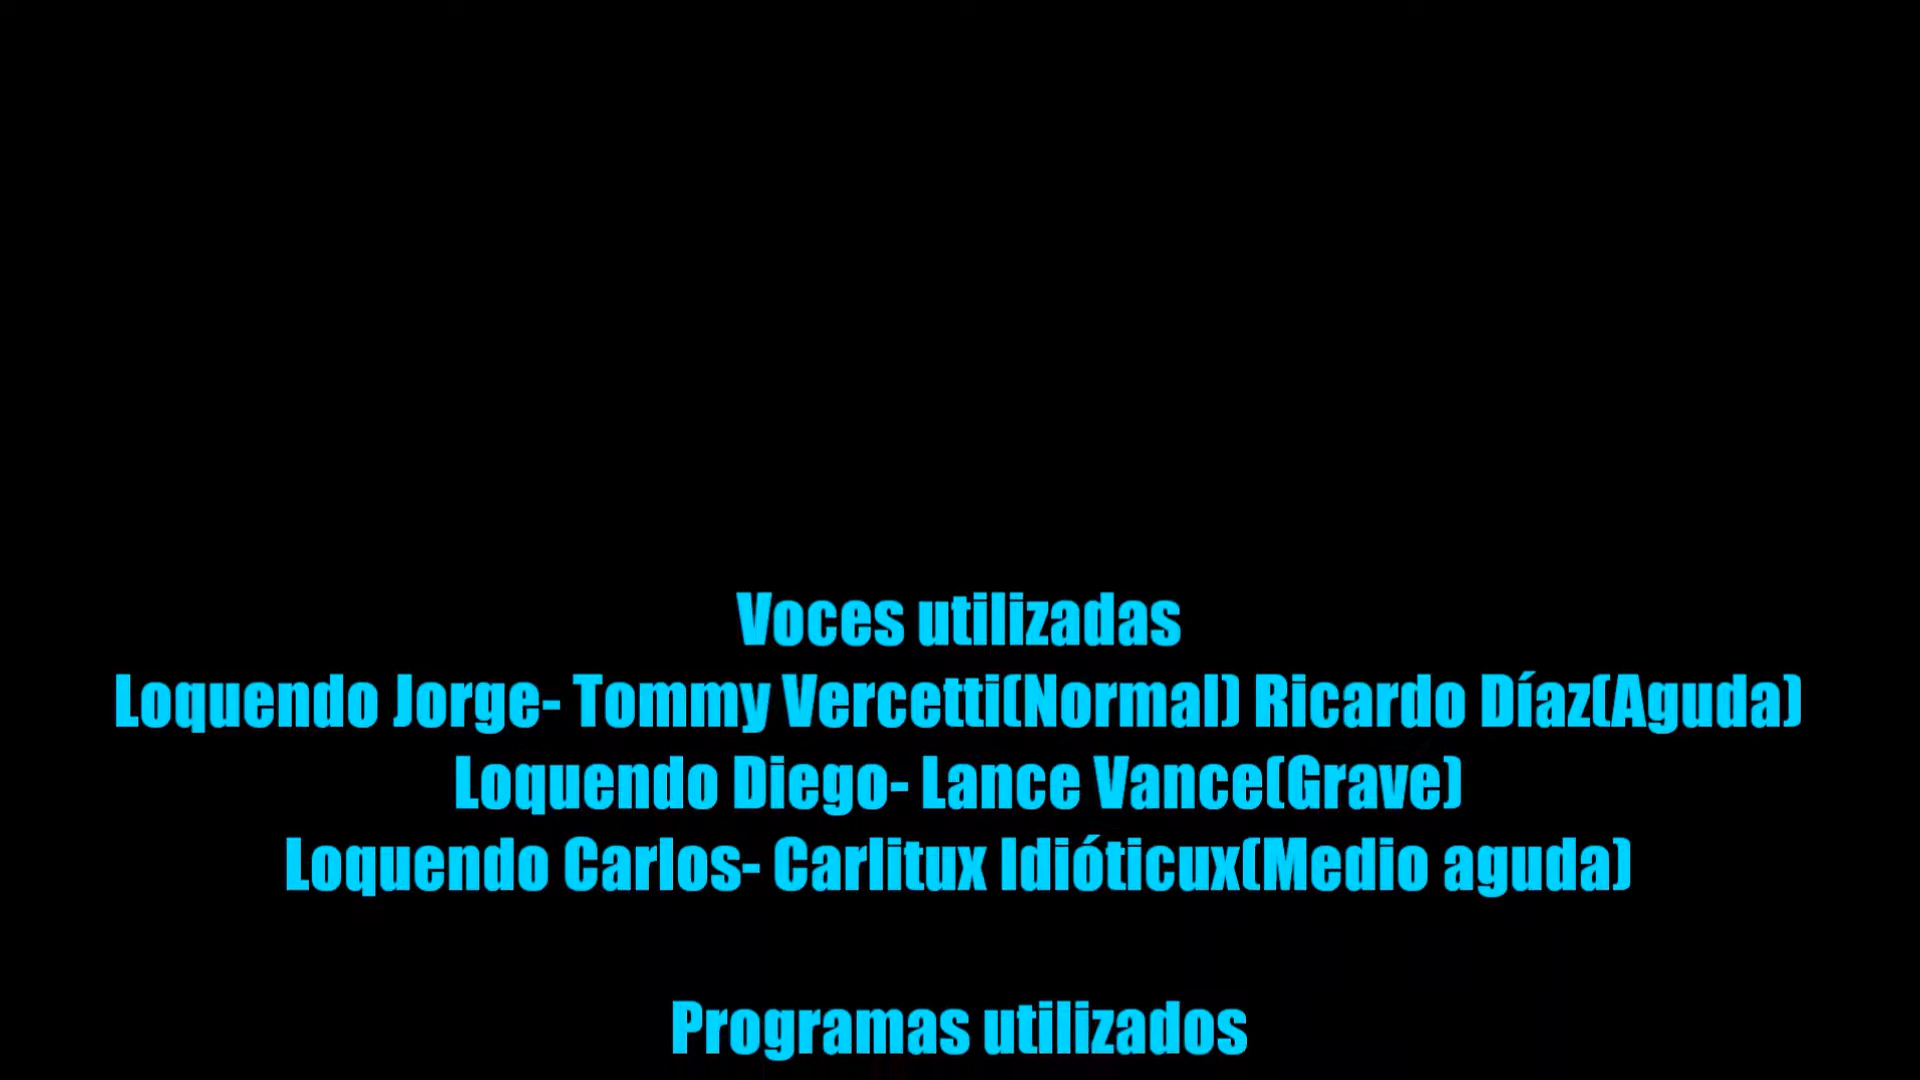 Voces utilizadas
Loquendo Jorge- Tommy Vercetti(Normal) Ricardo Díaz(Aguda)
Loquendo Diego- Lance Vance(Grave)
Loquendo Carlos- Carlitux Idióticux(Medio aguda)
Programas utilizados